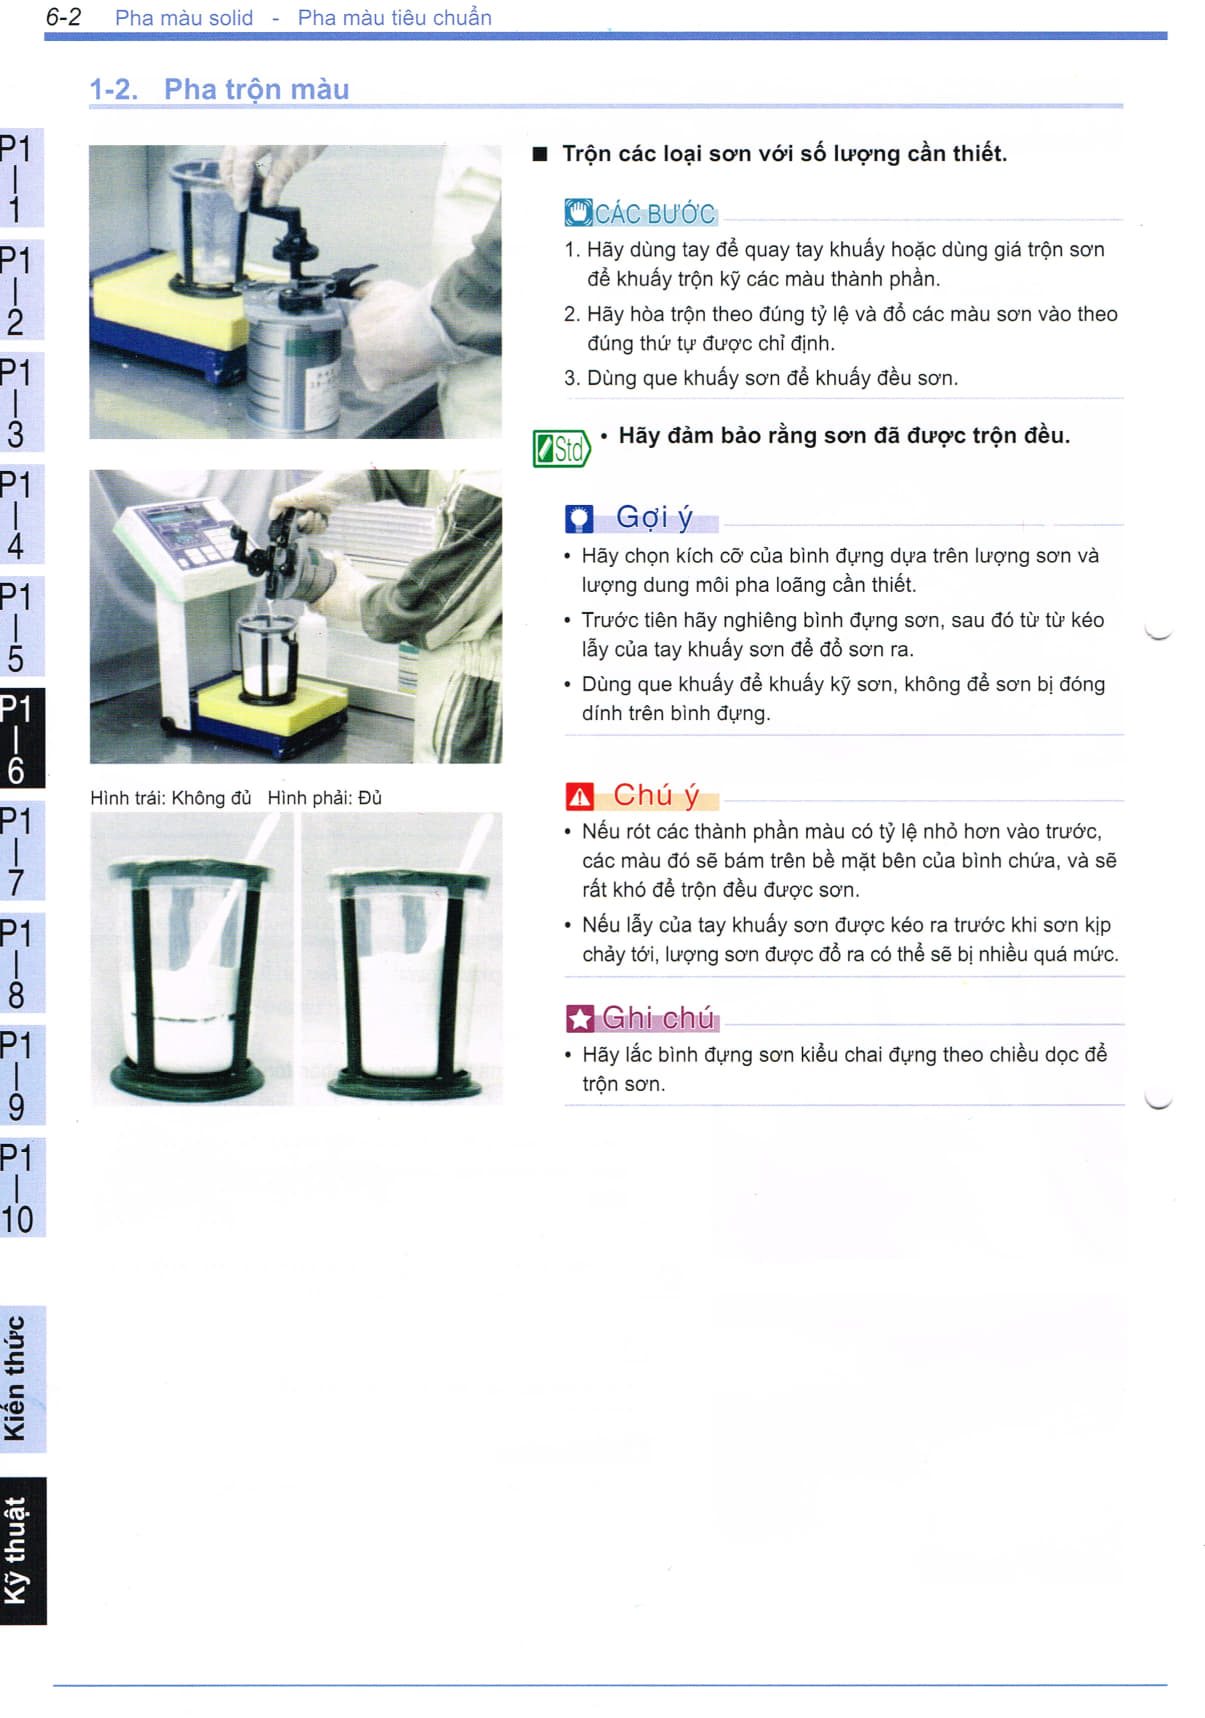 6-2 Pha màu solid - Pha màu tiêu chuẩn
1-2. Pha trộn màu
■ Trộn các loại sơn với số lượng cần thiết.
CÁC BƯỚC
1. Hãy dùng tay để quay tay khuấy hoặc dùng giá trộn sơn
để khuấy trộn kỹ các màu thành phần.
2. Hãy hòa trộn theo đúng tỷ lệ và đổ các màu sơn vào theo
đúng thứ tự được chỉ định.
3. Dùng que khuấy sơn để khuấy đều sơn.
Std • Hãy đảm bảo rằng sơn đã được trộn đều.
Gợi ý
• Hãy chọn kích cỡ của bình đựng dựa trên lượng sơn và
lượng dung môi pha loãng cần thiết.
• Trước tiên hãy nghiêng bình đựng sơn, sau đó từ từ kéo
lẫy của tay khuấy sơn để đổ sơn ra.
• Dùng que khuấy để khuấy kỹ sơn, không để sơn bị đóng
dính trên bình đựng.
Hình trái: Không đủ Hình phải: Đủ
Chú ý
• Nếu rót các thành phần màu có tỷ lệ nhỏ hơn vào trước,
các màu đó sẽ bám trên bề mặt bên của bình chứa, và sẽ
rất khó để trộn đều được sơn.
• Nếu lẫy của tay khuấy sơn được kéo ra trước khi sơn kịp
chảy tới, lượng sơn được đổ ra có thể sẽ bị nhiều quá mức.
Ghi chú
• Hãy lắc bình đựng sơn kiểu chai đựng theo chiều dọc để
trộn sơn.
P1
1
P1
2
P1
3
P1
4
P1
5
P1
6
P1
7
P1
8
P1
9
P1
10
Kiến thức
Kỹ thuật